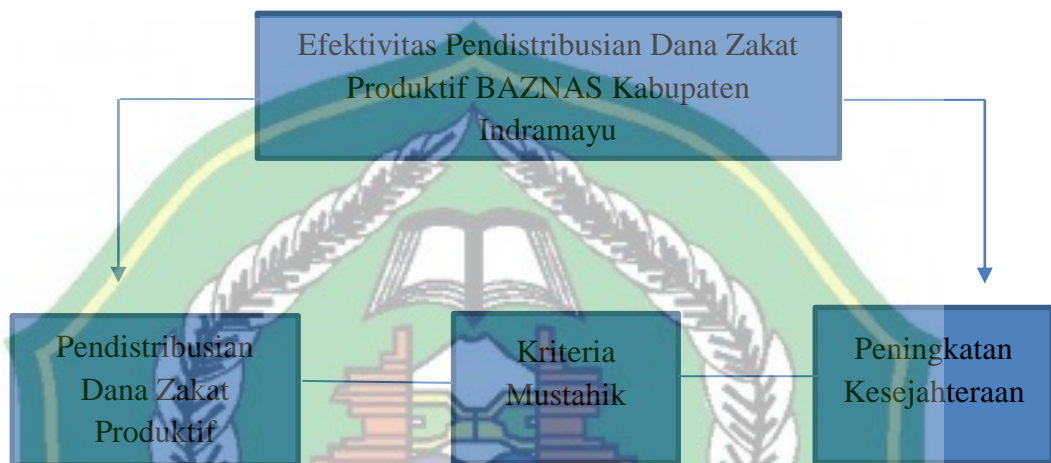 Efektivitas Pendistribusian Dana Zakat
Produktif BAZNAS Kabupaten
Indramayu
Pendistribusian
Dana Zakat
Produktif
Kriteria
Mustahik
Peningkatan
Kesejahteraan